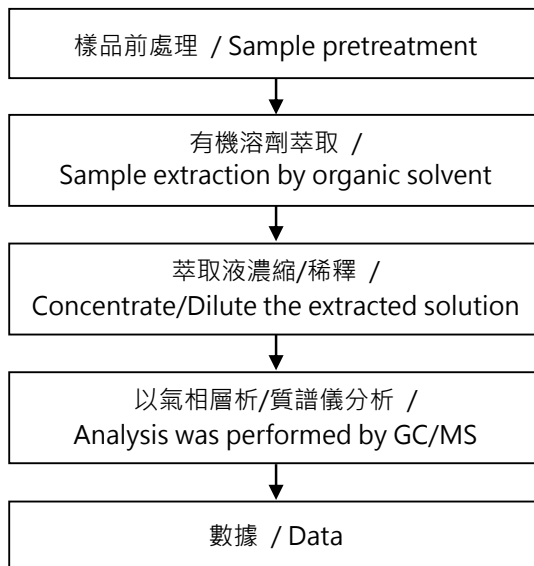 樣品前處理 / Sample pretreatment
有機溶劑萃取 /
Sample extraction by organic solvent
萃取液濃縮/稀釋 /
Concentrate/Dilute the extracted solution
以氣相層析/質譜儀分析 /
Analysis was performed by GC/MS
數據 / Data